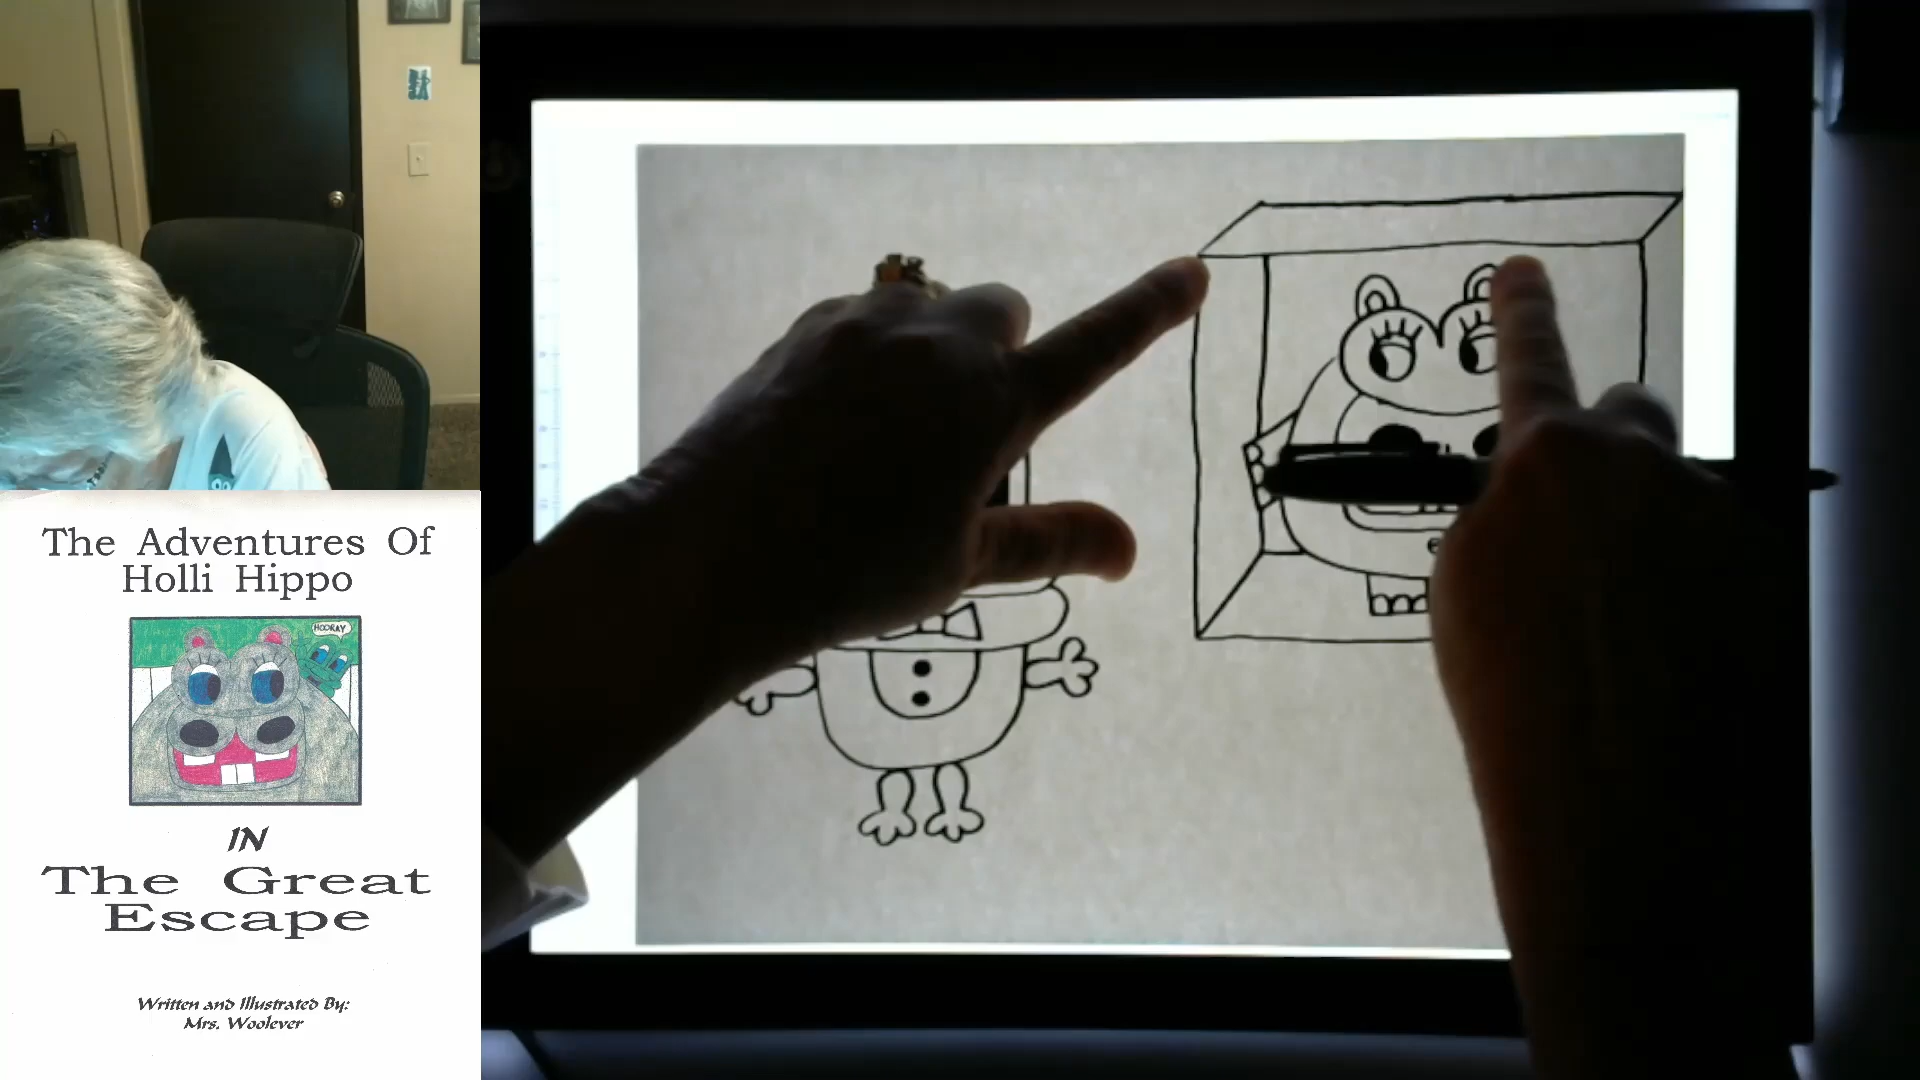 The Adventures Of
Holli Hippo
HOORAY
IN
The Great
Escape
Written and Illustrated By:
Mrs. Woolever